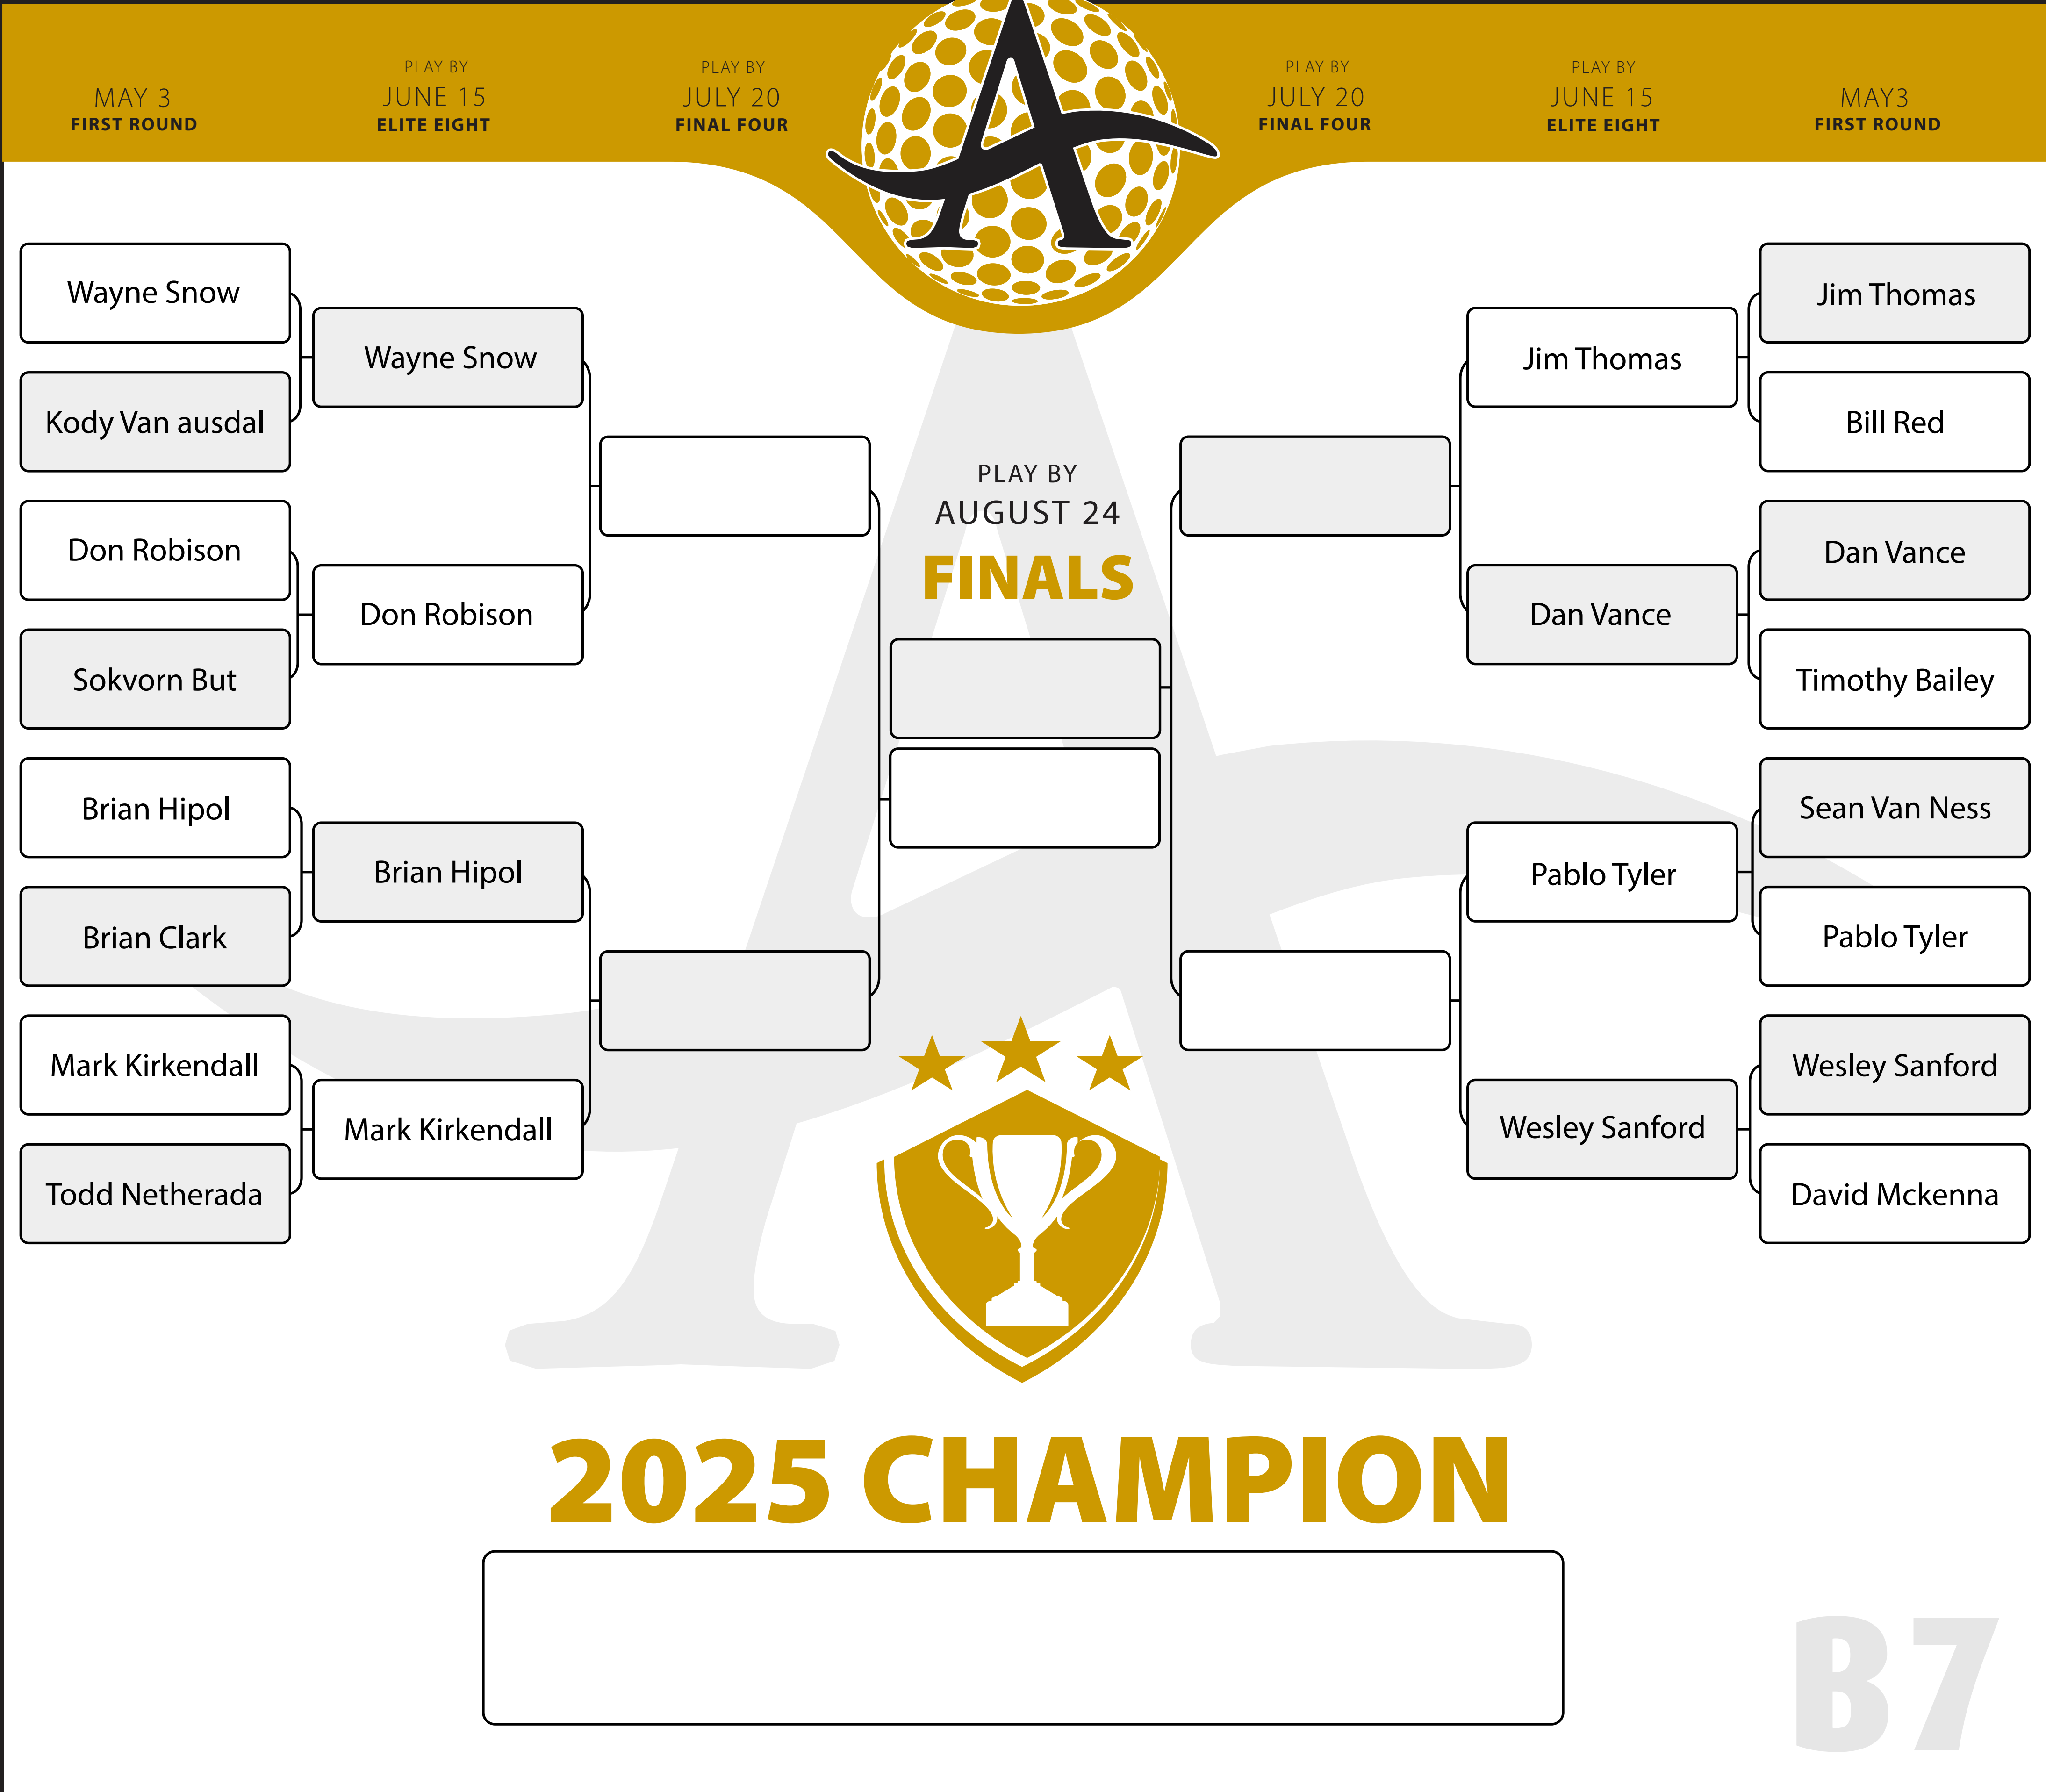 MAY 3
FIRST ROUND
PLAY BY
JUNE 15
ELITE EIGHT
PLAY BY
JULY 20
FINAL FOUR
A
PLAY BY
JULY 20
FINAL FOUR
PLAY BY
JUNE 15
ELITE EIGHT
MAY3
FIRST ROUND
Wayne Snow
Kody Van ausdal
Don Robison
Sokvorn But
Brian Hipol
Brian Clark
Mark Kirkendall
Todd Netherada
Wayne Snow
Don Robison
Brian Hipol
Mark Kirkendall
PLAY BY
AUGUST 24
FINALS
Jim Thomas
Dan Vance
Pablo Tyler
Wesley Sanford
Jim Thomas
Bill Red
Dan Vance
Timothy Bailey
Sean Van Ness
Pablo Tyler
Wesley Sanford
David Mckenna
2025 CHAMPION
B7